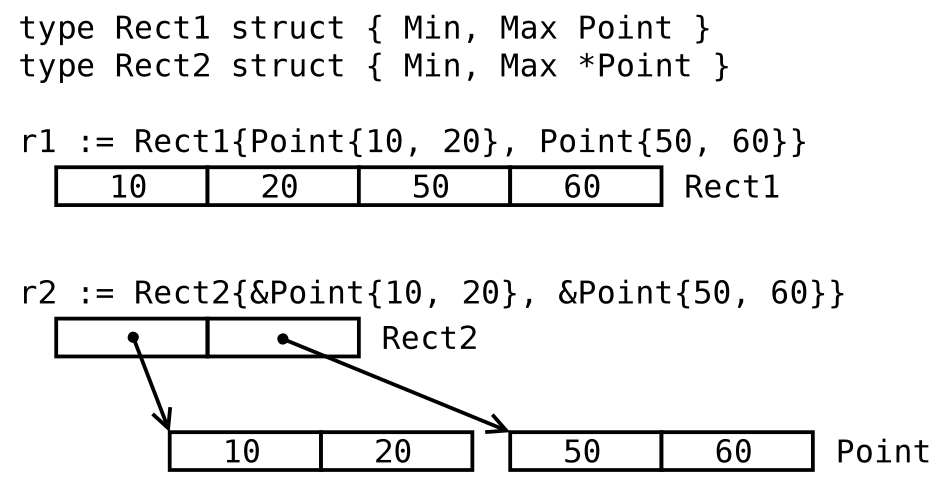 type Rect1 struct { Min, Max Point }
type Rect2 struct { Min, Max *Point }
r1 := Rect1{Point{10, 20}, Point{50, 60}}
10 20 50 60 Rect1
r2 := Rect2{&Point{10, 20}, &Point{50, 60}}
Rect2
10 20 50 60 Point